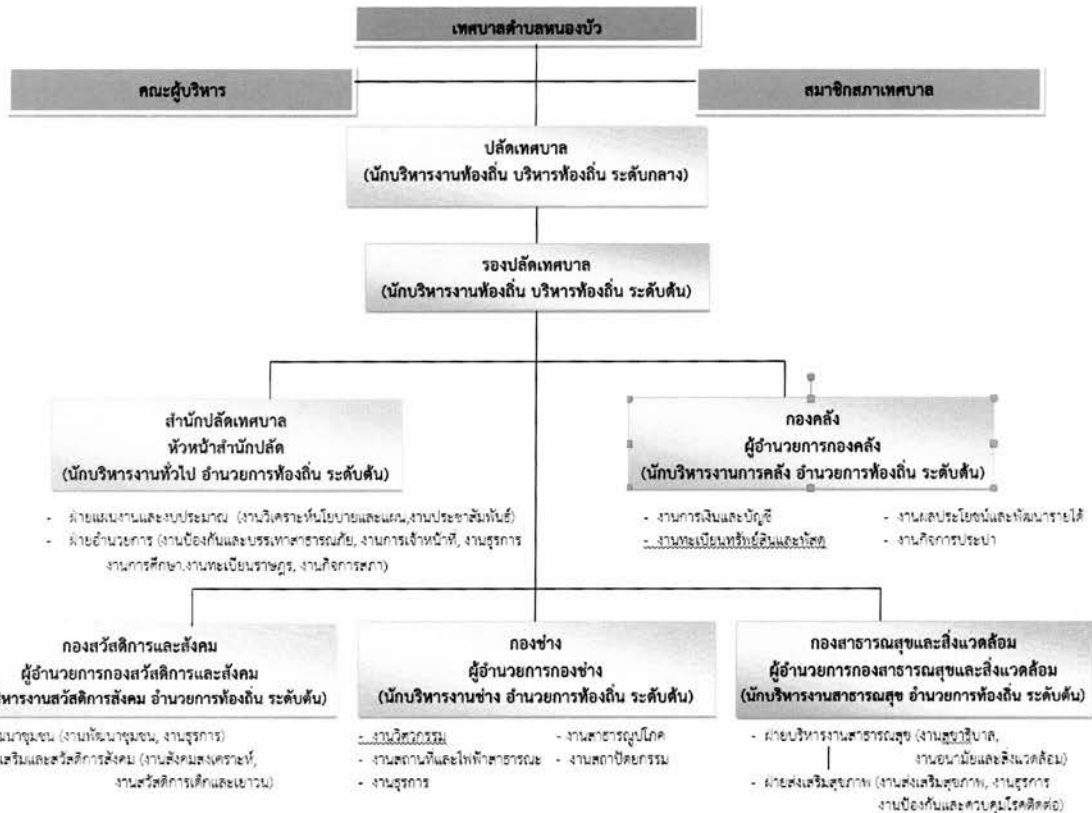 เทศบาลตำบลหนองบัว
คณะผู้บริหาร
สมาชิกสภาเทศบาล
ปลัดเทศบาล
(นักบริหารงานท้องถิ่น บริหารท้องถิ่น ระดับกลาง)
รองปลัดเทศบาล
(นักบริหารงานท้องถิ่น บริหารท้องถิ่น ระดับต้น)
สำนักปลัดเทศบาล
หัวหน้าสำนักปลัด
(นักบริหารงานทั่วไป อำนวยการท้องถิ่น ระดับต้น)
- ฝ่ายแผนงานและงบประมาณ (งานวิเคราะห์นโยบายและแผน,งานประชาสัมพันธ์)
- ฝ่ายอำนวยการ (งานป้องกันและบรรเทาสาธารณภัย, งานการเจ้าหน้าที่, งานธุรการ
งานการศึกษา,งานทะเบียนราษฎร, งานกิจการสภา)
กองคลัง
ผู้อำนวยการกองคลัง
(นักบริหารงานการคลัง อำนวยการท้องถิ่น ระดับต้น)
- งานการเงินและบัญชี
- งานผลประโยชน์และพัฒนารายได้
- งานทะเบียนทรัพย์สินและพัสดุ
- งานกิจการประปา
กองสวัสดิการและสังคม
ผู้อำนวยการกองสวัสดิการและสังคม
หารงานสวัสดิการสังคม อำนวยการท้องถิ่น ระดับต้น)
นาชุมชน (งานพัฒนาชุมชน, งานธุรการ)
เสริมและสวัสดิการสังคม (งานสังคมสงเคราะห์,
งานสวัสดิการเด็กและเยาวน)
กองช่าง
ผู้อำนวยการกองช่าง
(นักบริหารงานช่าง อำนวยการท้องถิ่น ระดับต้น)
- งานวิศวกรรม
- งานสาธารณูปโภค
- งานสถานที่และไฟฟ้าสาธารณะ
- งานสถาปัตยกรรม
- งานธุรการ
กองสาธารณสุขและสิ่งแวดล้อม
ผู้อำนวยการกองสาธารณสุขและสิ่งแวดล้อม
(นักบริหารงานสาธารณสุข อำนวยการท้องถิ่น ระดับต้น)
- ฝ่ายบริหารงานสาธารณสุข (งานสุขาธิบาล,
งานอนามัยและสิ่งแวดล้อม)
- ฝ่ายส่งเสริมสุขภาพ (งานส่งเสริมสุขภาพ, งานธุรการ
งานป้องกันและควบคุมโรคติดต่อ)